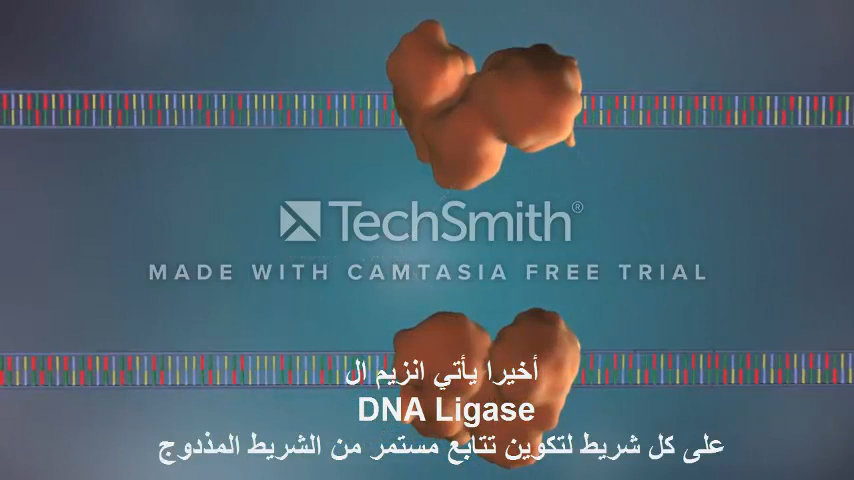 TechSmith®
MADE WITH CAMTASIA FREE TRIAL
أخيرا يأتي انزيم ال
DNA Ligase
على كل شريط لتكوين تتابع مستمر من الشريط المذدوج